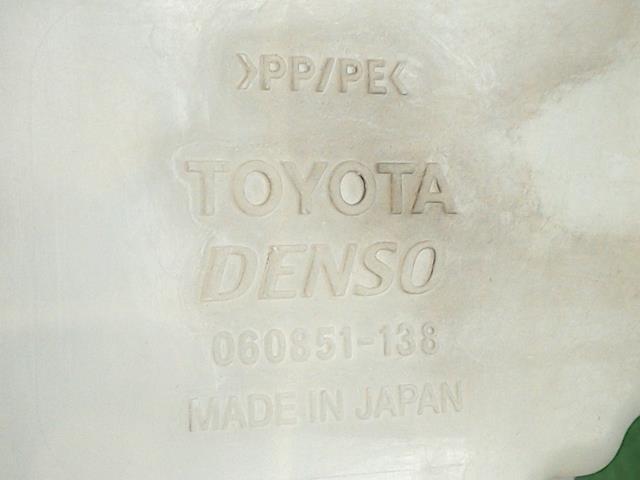 >PP/PE<
TOYOTA
DENSO
060851-138
MADE IN JAPAN